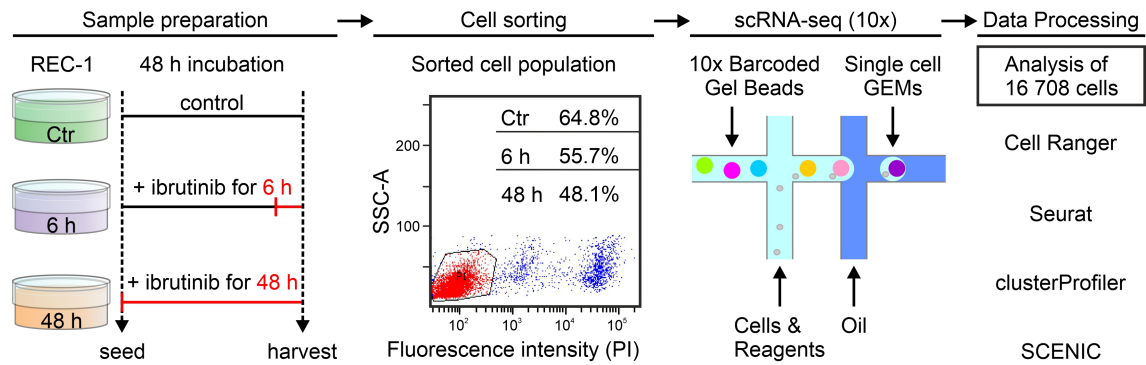 Sample preparation
Cell sorting
scRNA-seq (10x)
Data Processing
REC-1
48 h incubation
control
Ctr
+ ibrutinib for 6 h
6 h
+ ibrutinib for 48 h
48 h
seed
harvest
Sorted cell population
Ctr 64.8%
6 h 55.7%
48 h 48.1%
SSC-A
200
100
10² 10³ 10⁴ 10⁵
Fluorescence intensity (PI)
10x Barcoded
Gel Beads
Single cell
GEMs
Cells &
Reagents
Oil
Analysis of
16 708 cells
Cell Ranger
Seurat
clusterProfiler
SCENIC